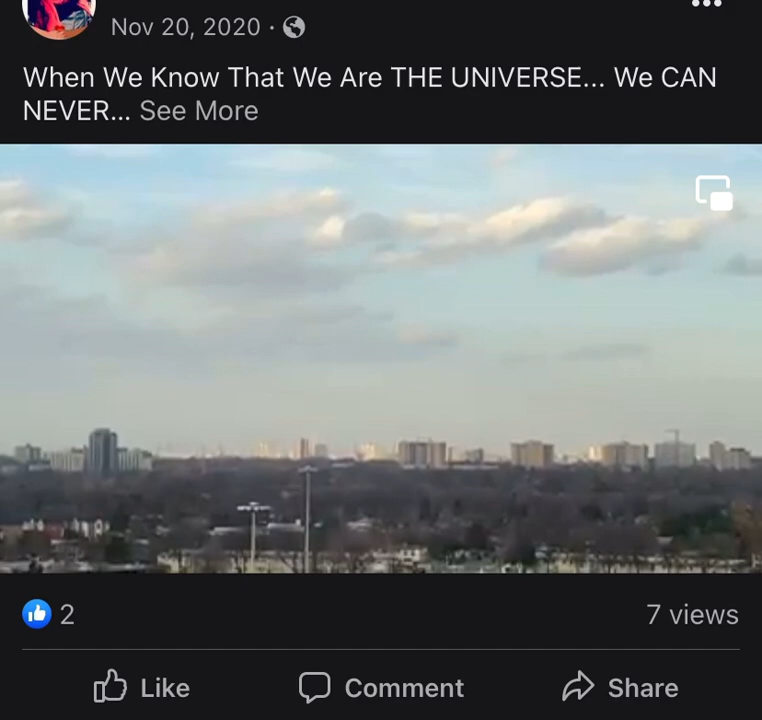 Nov 20, 2020 ·
When We Know That We Are THE UNIVERSE... We CAN
NEVER... See More
2
7 views
Like
Comment
Share